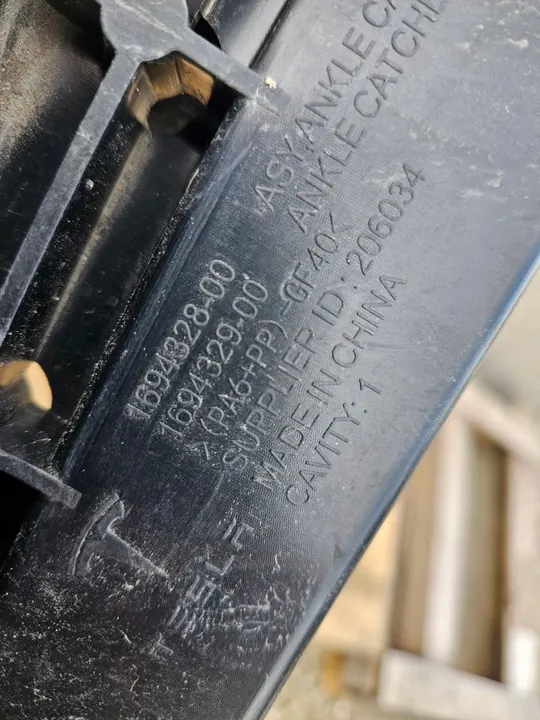 1694328-00 ASY, ANKLE
1694329-00 ANKLE CATCH
>(PA6+PP)-GF40<
SUPPLIER ID: 206034
MADE IN CHINA
CAVITY: 1
TESLA